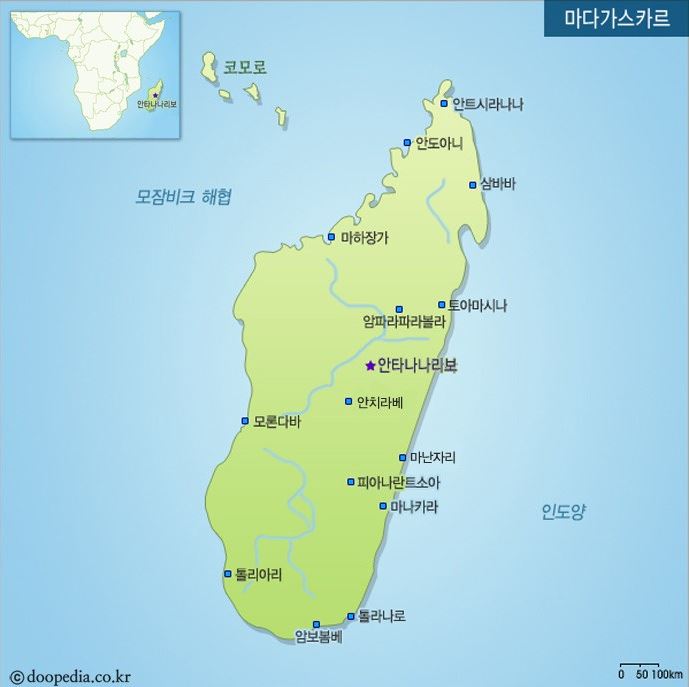 마다가스카르
안타나나리보
코모로
안트시라나나
안도아니
삼바바
모잠비크 해협
마하장가
토아마시나
암파라파라볼라
안타나나리보
안치라베
모론다바
마난자리
피아나란트소아
마나카라
인도양
톨리아리
톨라나로
암보봄베
ⓒdoopedia.co.kr
0 50 100km